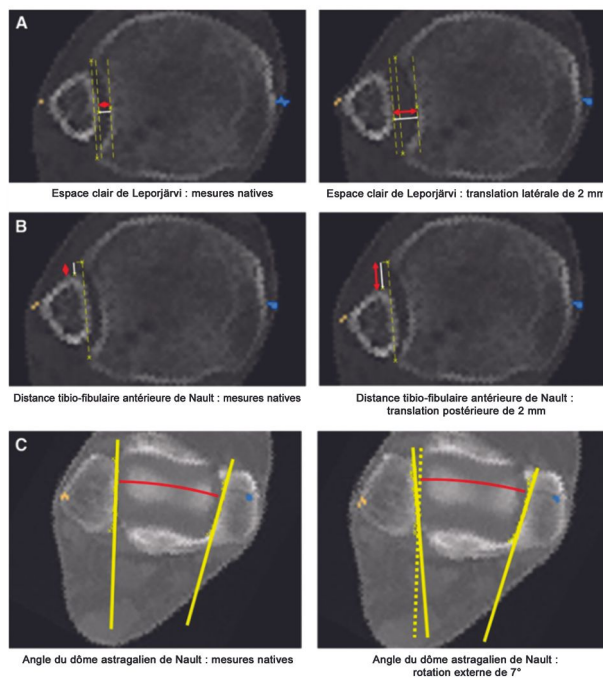 A
Espace clair de Leporjärvi : mesures natives
Espace clair de Leporjärvi : translation latérale de 2 mm
B
Distance tibio-fibulaire antérieure de Nault : mesures natives
Distance tibio-fibulaire antérieure de Nault :
translation postérieure de 2 mm
C
Angle du dôme astragalien de Nault : mesures natives
Angle du dôme astragalien de Nault :
rotation externe de 7°